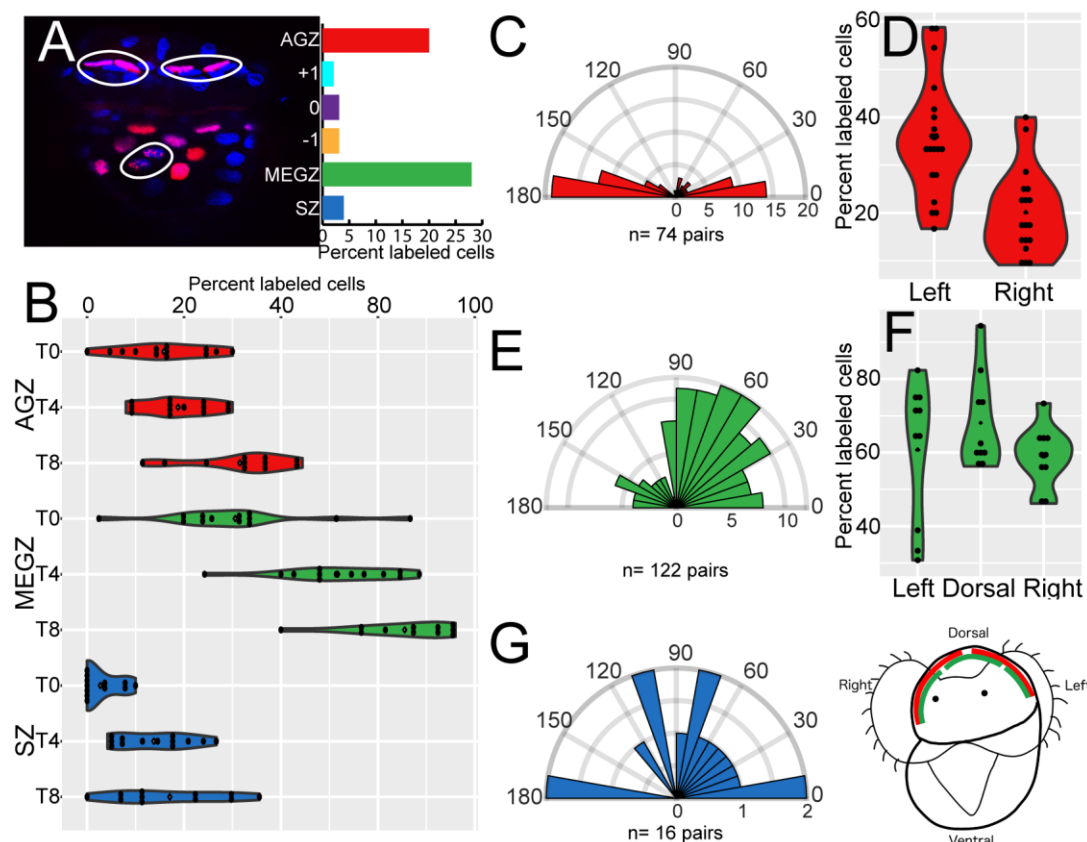 A
AGZ
+1
0
-1
MEGZ
SZ
0 5 10 15 20 25 30
Percent labeled cells
B
Percent labeled cells
0 20 40 60 80 100
AGZ
T0
T4
T8
MEGZ
T0
T4
T8
SZ
T0
T4
T8
C
90
120 60
150 30
180 0
0 5 10 15 20
n= 74 pairs
D
Percent labeled cells
60
40
20
Left Right
E
90
120 60
150 30
180 0
0 4 8 12
n= 122 pairs
F
Percent labeled cells
80
60
40
Left Dorsal Right
G
90
120 60
150 30
180 0
0 1 2
n= 16 pairs
Dorsal
Right Left
Ventral